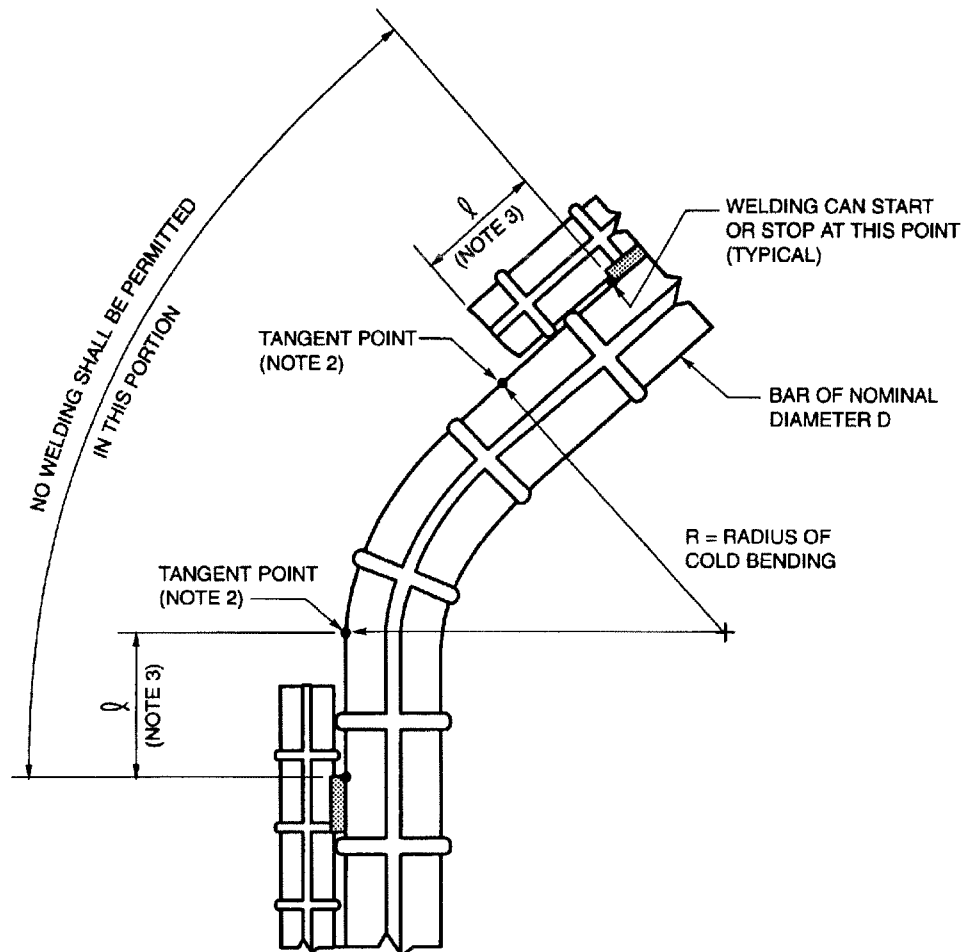 NO WELDING SHALL BE PERMITTED
IN THIS PORTION
ℓ
(NOTE 3)
WELDING CAN START
OR STOP AT THIS POINT
(TYPICAL)
TANGENT POINT
(NOTE 2)
BAR OF NOMINAL
DIAMETER D
R = RADIUS OF
COLD BENDING
TANGENT POINT
(NOTE 2)
ℓ
(NOTE 3)